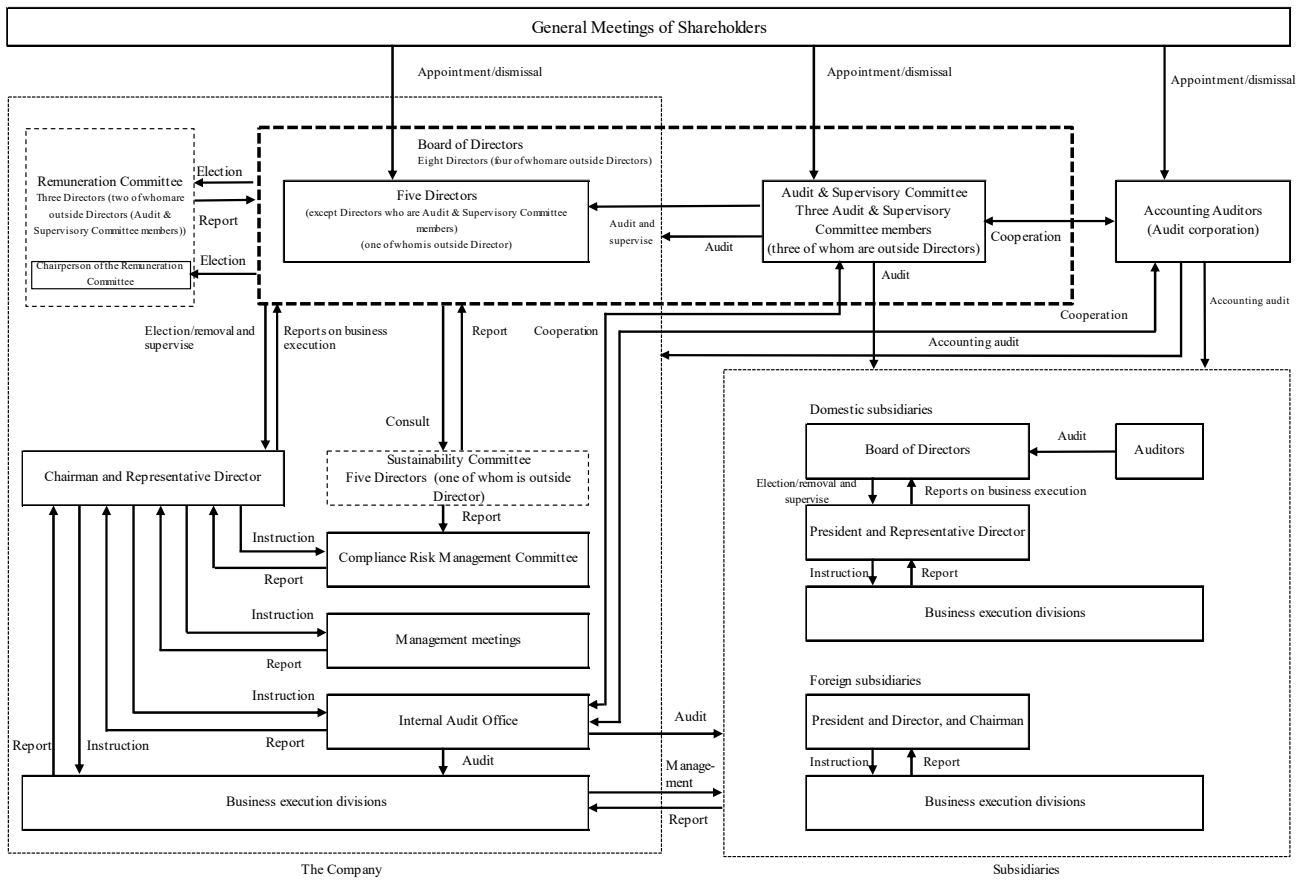 General Meetings of Shareholders
Appointment/dismissal
Appointment/dismissal
Appointment/dismissal
Board of Directors
Eight Directors (four of whomare outside Directors)
Remuneration Committee
Three Directors (two of whomare
outside Directors (Audit &
Supervisory Committee members))
Chairperson of the Remuneration
Committee
Election
Report
Election
Five Directors
(except Directors who are Audit & Supervisory Committee
members)
(one of whom is outside Director)
Audit and
supervise
Audit
Audit & Supervisory Committee
Three Audit & Supervisory
Committee members
(three of whom are outside Directors)
Cooperation
Accounting Auditors
(Audit corporation)
Audit
Accounting audit
Cooperation
Accounting audit
Election/removal and
supervise
Reports on business
execution
Report
Cooperation
Consult
Chairman and Representative Director
Sustainability Committee
Five Directors (one of whom is outside
Director)
Report
Instruction
Report
Compliance Risk Management Committee
Instruction
Report
Management meetings
Instruction
Report
Internal Audit Office
Audit
Report
Instruction
Audit
Manage-
ment
Report
Business execution divisions
The Company
Domestic subsidiaries
Board of Directors
Audit
Auditors
Election/removal and
supervise
Reports on business execution
President and Representative Director
Instruction
Report
Business execution divisions
Foreign subsidiaries
President and Director, and Chairman
Instruction
Report
Business execution divisions
Subsidiaries